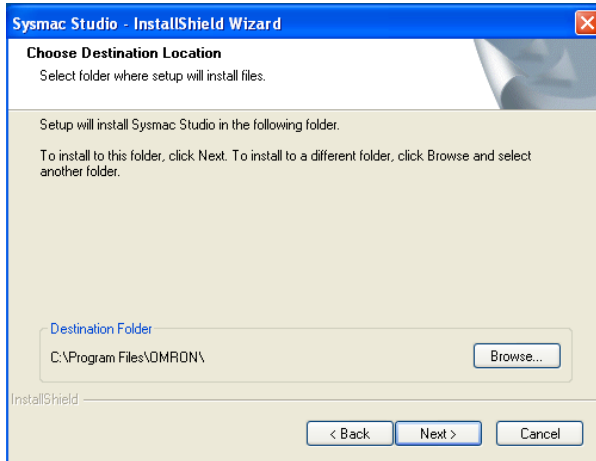 Sysmac Studio - InstallShield Wizard
Choose Destination Location
Select folder where setup will install files.
Setup will install Sysmac Studio in the following folder.
To install to this folder, click Next. To install to a different folder, click Browse and select
another folder.
Destination Folder
C:\Program Files\OMRON\
Browse...
InstallShield
< Back
Next >
Cancel